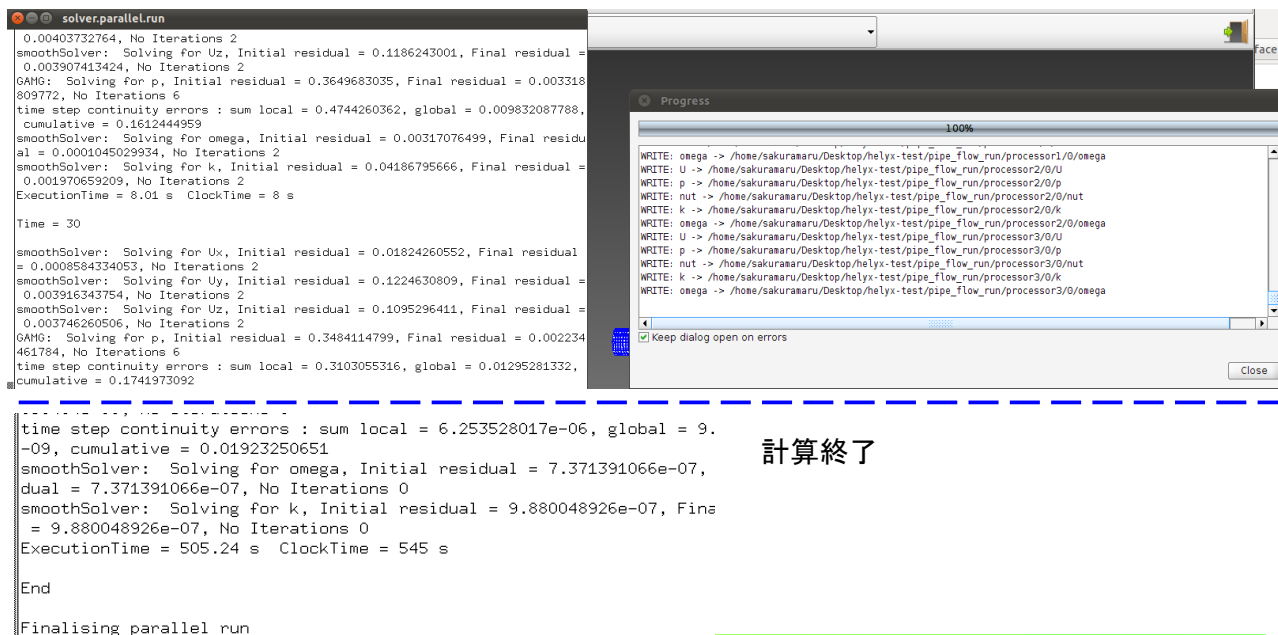 solver.parallel.run
0.00403732764, No Iterations 2
smoothSolver:  Solving for Uz, Initial residual = 0.1186243001, Final residual =
0.003907413424, No Iterations 2
GAMG:  Solving for p, Initial residual = 0.3649683035, Final residual = 0.003318
809772, No Iterations 6
time step continuity errors : sum local = 0.4744260362, global = 0.009832087788,
cumulative = 0.1612444959
smoothSolver:  Solving for omega, Initial residual = 0.00317076499, Final residu
al = 0.0001045029934, No Iterations 2
smoothSolver:  Solving for k, Initial residual = 0.04186795666, Final residual =
0.001970659209, No Iterations 2
ExecutionTime = 8.01 s  ClockTime = 8 s
Time = 30
smoothSolver:  Solving for Ux, Initial residual = 0.01824260552, Final residual
= 0.0008584334053, No Iterations 2
smoothSolver:  Solving for Uy, Initial residual = 0.1224630809, Final residual =
0.003916343754, No Iterations 2
smoothSolver:  Solving for Uz, Initial residual = 0.1095296411, Final residual =
0.003746260506, No Iterations 2
GAMG:  Solving for p, Initial residual = 0.3484114799, Final residual = 0.002234
461784, No Iterations 6
time step continuity errors : sum local = 0.3103055316, global = 0.01295281332,
cumulative = 0.1741973092
face
Progress
100%
WRITE: omega -> /home/sakuramaru/Desktop/helyx-test/pipe_flow_run/processor1/0/omega
WRITE: U -> /home/sakuramaru/Desktop/helyx-test/pipe_flow_run/processor2/0/U
WRITE: p -> /home/sakuramaru/Desktop/helyx-test/pipe_flow_run/processor2/0/p
WRITE: nut -> /home/sakuramaru/Desktop/helyx-test/pipe_flow_run/processor2/0/nut
WRITE: k -> /home/sakuramaru/Desktop/helyx-test/pipe_flow_run/processor2/0/k
WRITE: omega -> /home/sakuramaru/Desktop/helyx-test/pipe_flow_run/processor2/0/omega
WRITE: U -> /home/sakuramaru/Desktop/helyx-test/pipe_flow_run/processor3/0/U
WRITE: p -> /home/sakuramaru/Desktop/helyx-test/pipe_flow_run/processor3/0/p
WRITE: nut -> /home/sakuramaru/Desktop/helyx-test/pipe_flow_run/processor3/0/nut
WRITE: k -> /home/sakuramaru/Desktop/helyx-test/pipe_flow_run/processor3/0/k
WRITE: omega -> /home/sakuramaru/Desktop/helyx-test/pipe_flow_run/processor3/0/omega
Keep dialog open on errors
Close
time step continuity errors : sum local = 6.253528017e-06, global = 9.
-09, cumulative = 0.01923250651
smoothSolver:  Solving for omega, Initial residual = 7.371391066e-07,
dual = 7.371391066e-07, No Iterations 0
smoothSolver:  Solving for k, Initial residual = 9.880048926e-07, Fina
= 9.880048926e-07, No Iterations 0
ExecutionTime = 505.24 s  ClockTime = 545 s
End
Finalising parallel run
計算終了